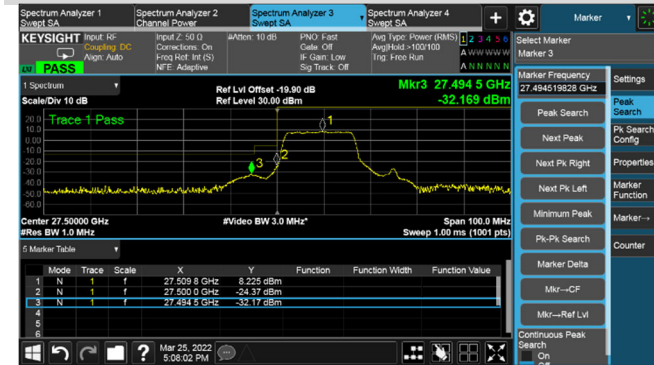 Spectrum Analyzer 1
Swept SA
Spectrum Analyzer 2
Channel Power
Spectrum Analyzer 3
Swept SA
Spectrum Analyzer 4
Swept SA
+
Marker
KEYSIGHT
PASS
Input: RF
Coupling: DC
Align: Auto
Input Z: 50 Ω
Corrections: On
Freq Ref: Int (S)
NFE: Adaptive
#Atten: 10 dB
PNO: Fast
Gate: Off
IF Gain: Low
Sig Track: Off
Avg Type: Power (RMS)
Avg|Hold:>100/100
Trig: Free Run
1 2 3 4 5 6
A W W W W W
A N N N N N
Select Marker
Marker 3
1 Spectrum
Scale/Div 10 dB
Ref Lvl Offset -19.90 dB
Ref Level 30.00 dBm
Mkr3 27.494 5 GHz
-32.169 dBm
Trace 1 Pass
20.0
10.0
0.00
-10.0
-20.0
-30.0
-40.0
-50.0
-60.0
1
2
3
Center 27.50000 GHz
#Res BW 1.0 MHz
#Video BW 3.0 MHz*
Span 100.0 MHz
Sweep 1.00 ms (1001 pts)
5 Marker Table
Mode Trace Scale X Y Function Function Width Function Value
1 N 1 f 27.509 8 GHz 8.225 dBm
2 N 1 f 27.500 0 GHz -24.37 dBm
3 N 1 f 27.494 5 GHz -32.17 dBm
4
5
6
Mar 25, 2022
5:08:02 PM
?
Marker Frequency
27.494519828 GHz
Peak Search
Next Peak
Next Pk Right
Next Pk Left
Minimum Peak
Pk-Pk Search
Marker Delta
Mkr→CF
Mkr→Ref Lvl
Continuous Peak
Search
On
Off
Settings
Peak
Search
Pk Search
Config
Properties
Marker
Function
Marker→
Counter